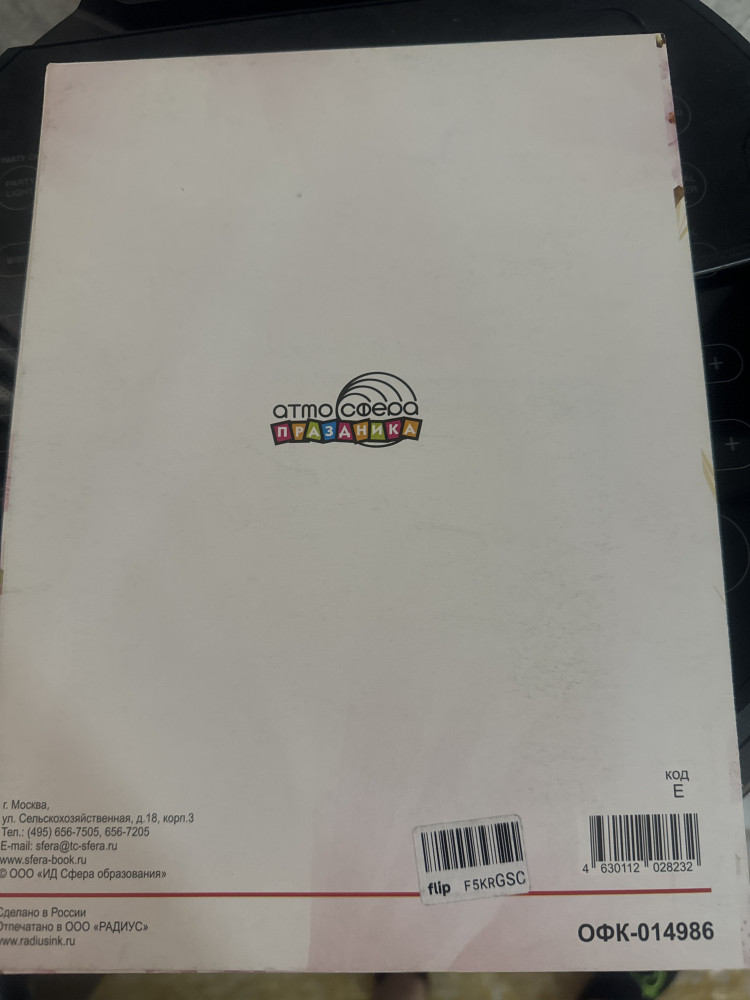 атмосфера
ПРАЗДНИКА
код
Е
г. Москва,
ул. Сельскохозяйственная, д.18, корп.3
Тел.: (495) 656-7505, 656-7205
E-mail: sfera@tc-sfera.ru
www.sfera-book.ru
© ООО «ИД Сфера образования»
4 630112 028232
flip F5KRGSC
Сделано в России
Отпечатано в ООО «РАДИУС»
www.radiusink.ru
ОФК-014986